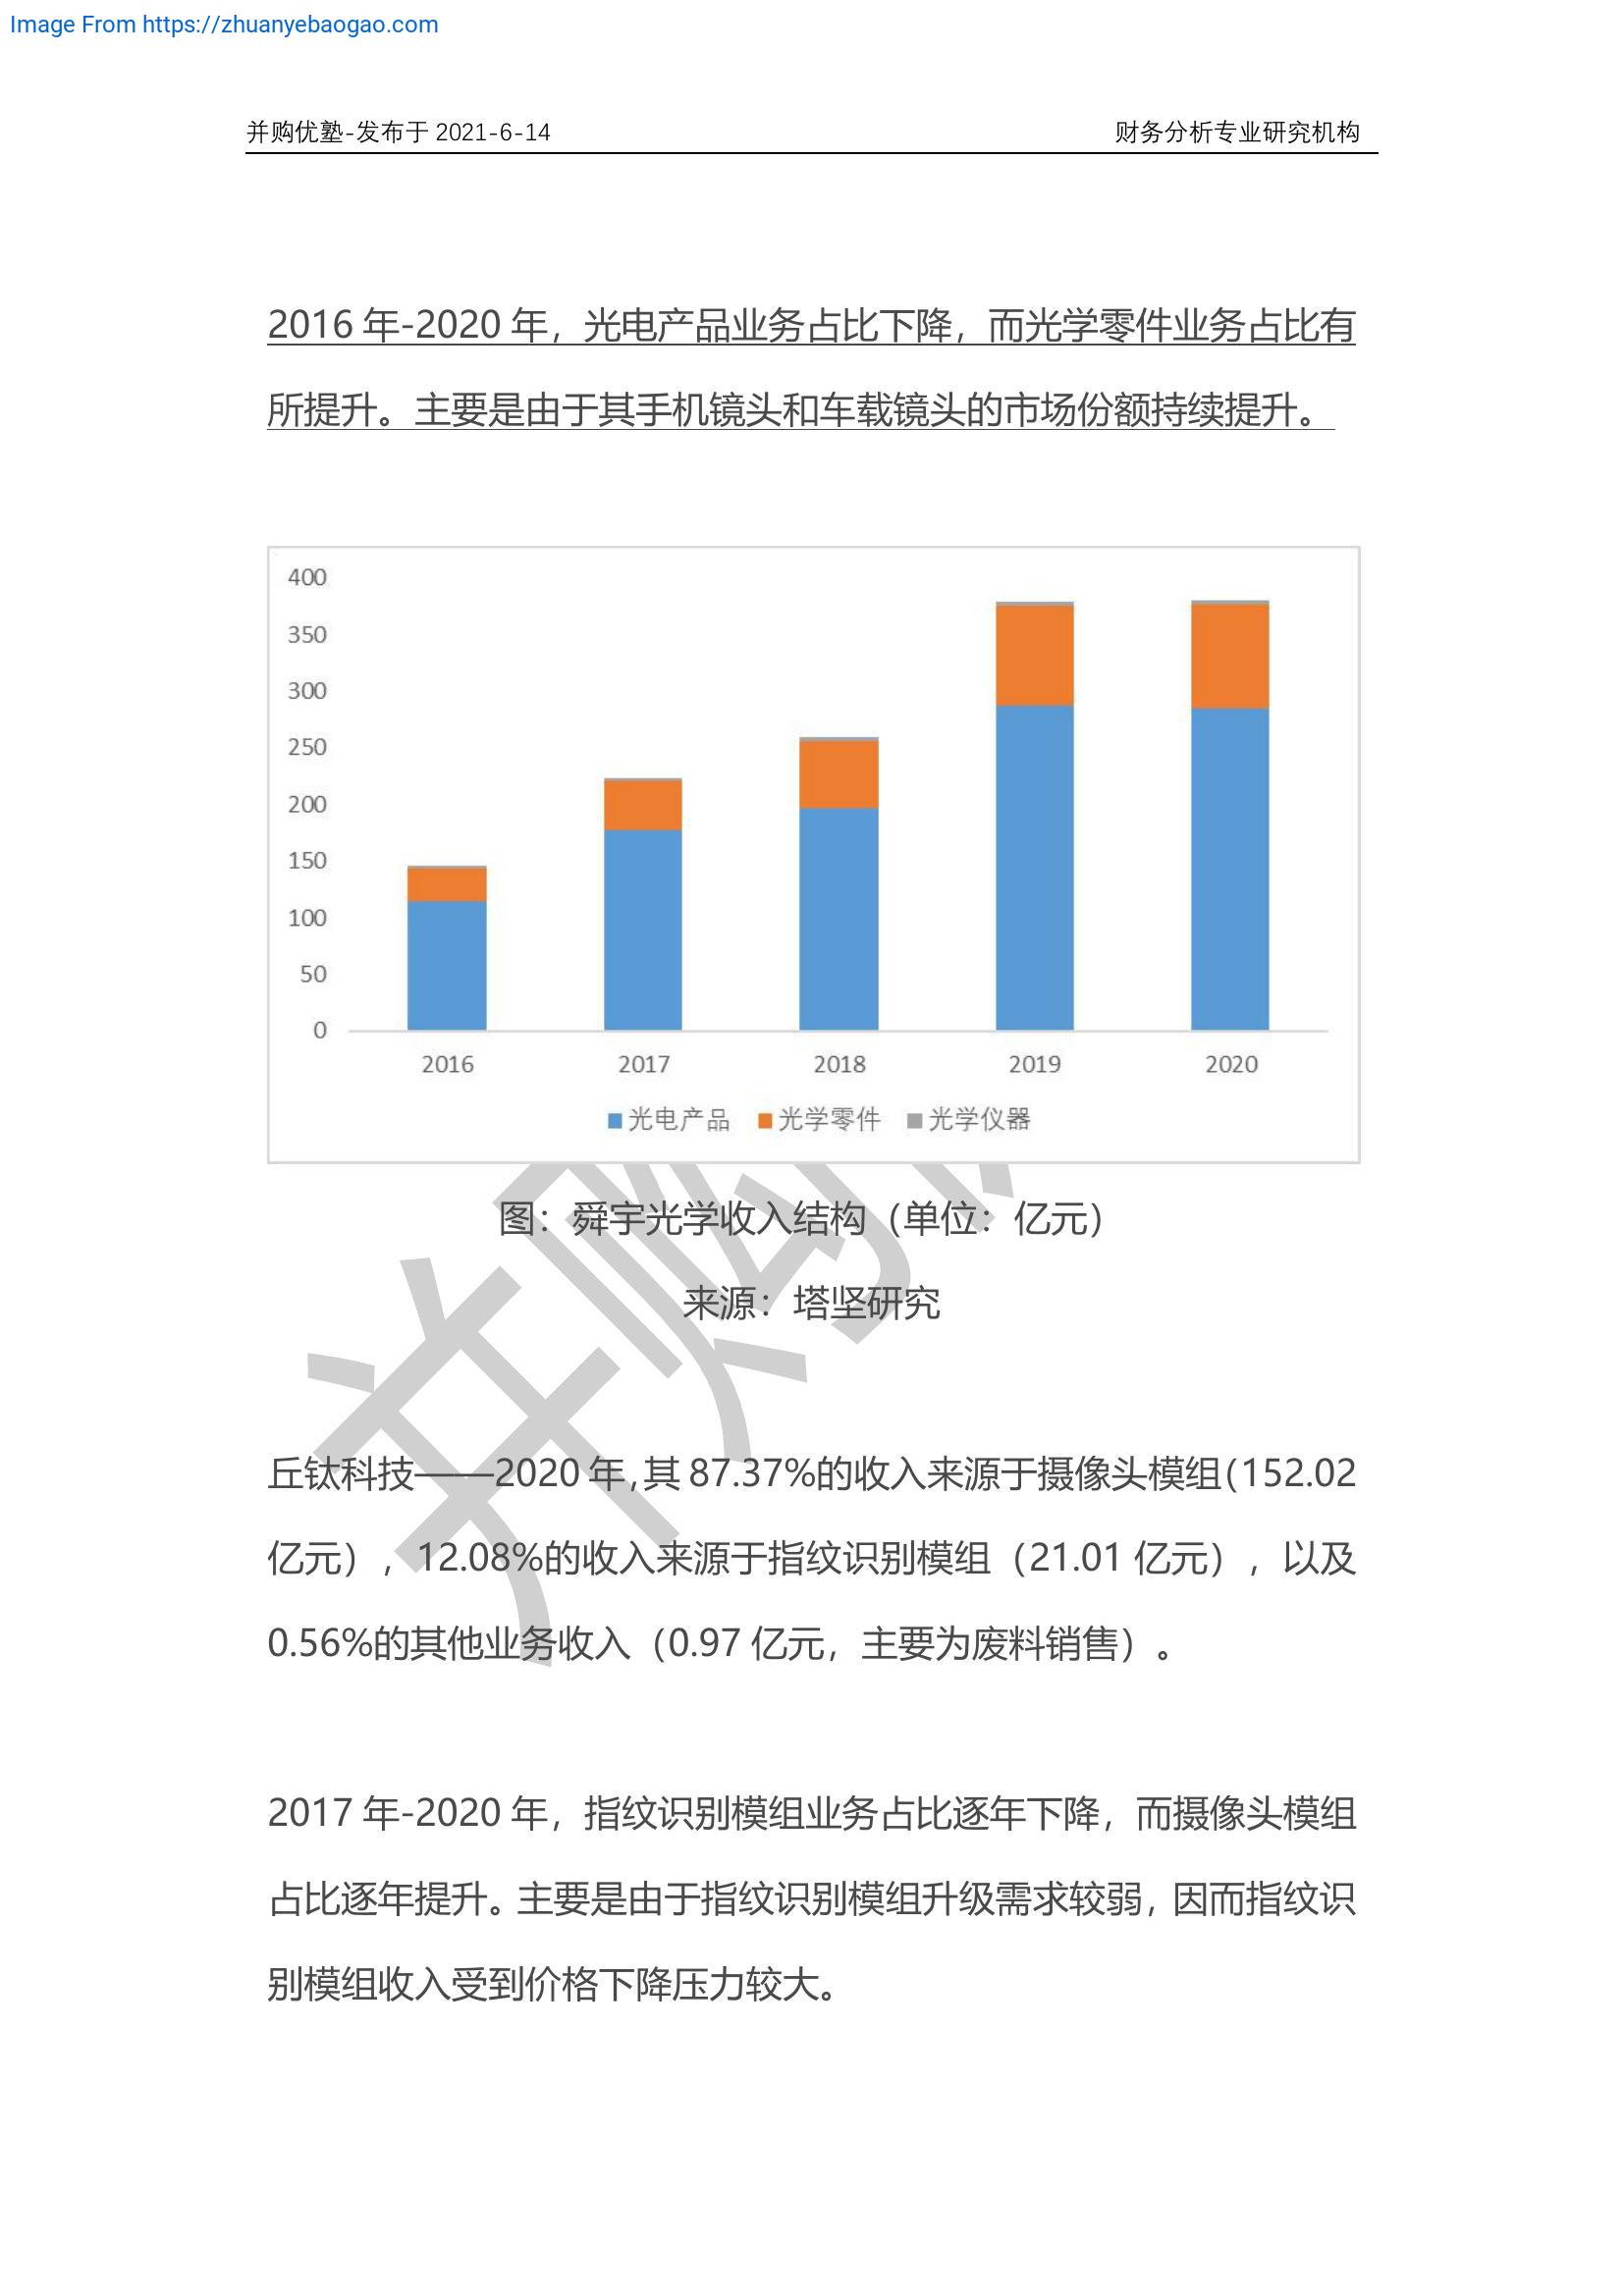 Image From https://zhuanyebaogao.com
并购优塾-发布于 2021-6-14
财务分析专业研究机构
2016 年-2020 年，光电产品业务占比下降，而光学零件业务占比有
所提升。主要是由于其手机镜头和车载镜头的市场份额持续提升。
400
350
300
250
200
150
100
50
0
2016 2017 2018 2019 2020
光电产品 光学零件 光学仪器
图：舜宇光学收入结构（单位：亿元）
来源：塔坚研究
丘钛科技——2020 年，其 87.37%的收入来源于摄像头模组（152.02
亿元），12.08%的收入来源于指纹识别模组（21.01 亿元），以及
0.56%的其他业务收入（0.97 亿元，主要为废料销售）。
2017 年-2020 年，指纹识别模组业务占比逐年下降，而摄像头模组
占比逐年提升。主要是由于指纹识别模组升级需求较弱，因而指纹识
别模组收入受到价格下降压力较大。
并购